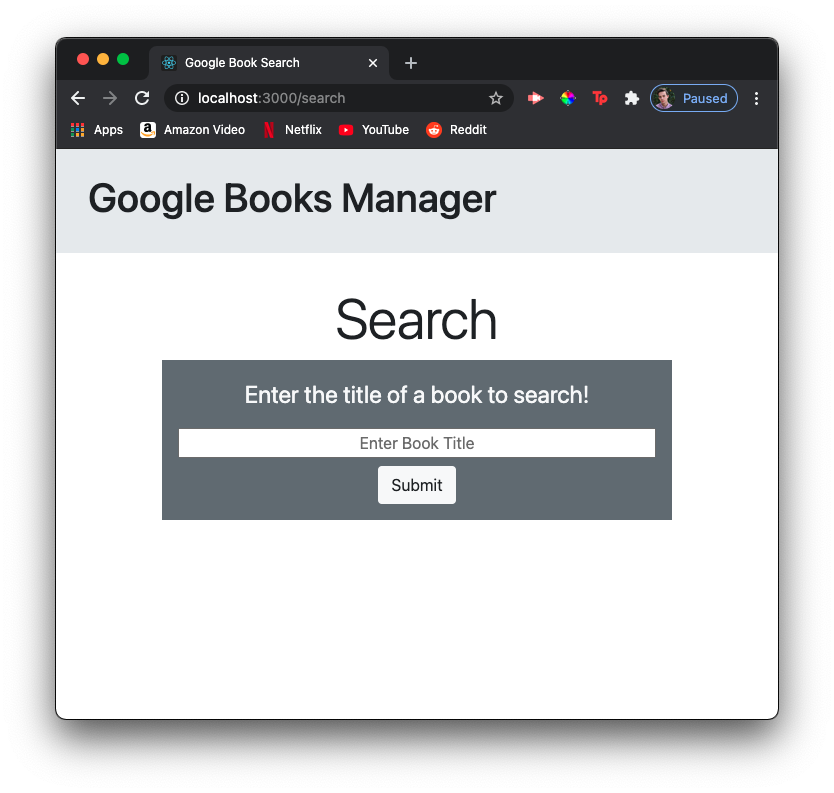 Google Book Search
localhost:3000/search
Paused
Apps
Amazon Video
Netflix
YouTube
Reddit
Google Books Manager
Search
Enter the title of a book to search!
Enter Book Title
Submit